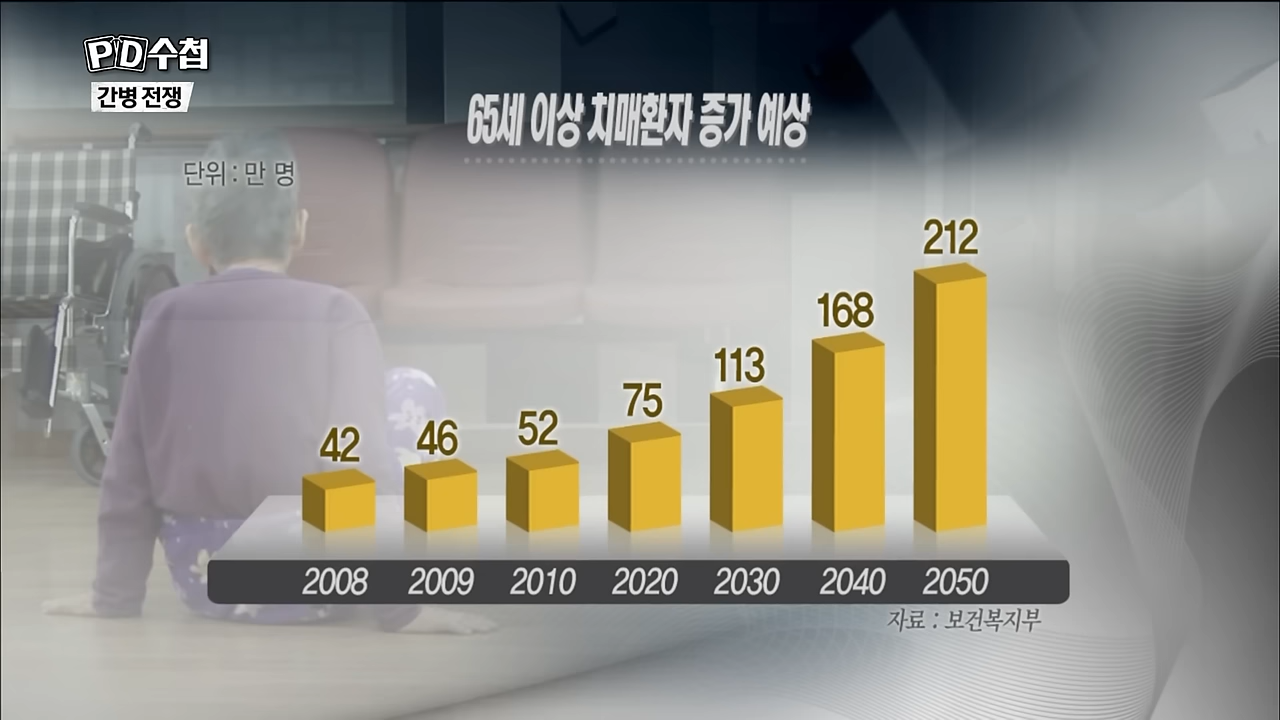 PD수첩
간병 전쟁
65세 이상 치매환자 증가 예상
단위 : 만 명
42 46 52 75 113 168 212
2008 2009 2010 2020 2030 2040 2050
자료 : 보건복지부